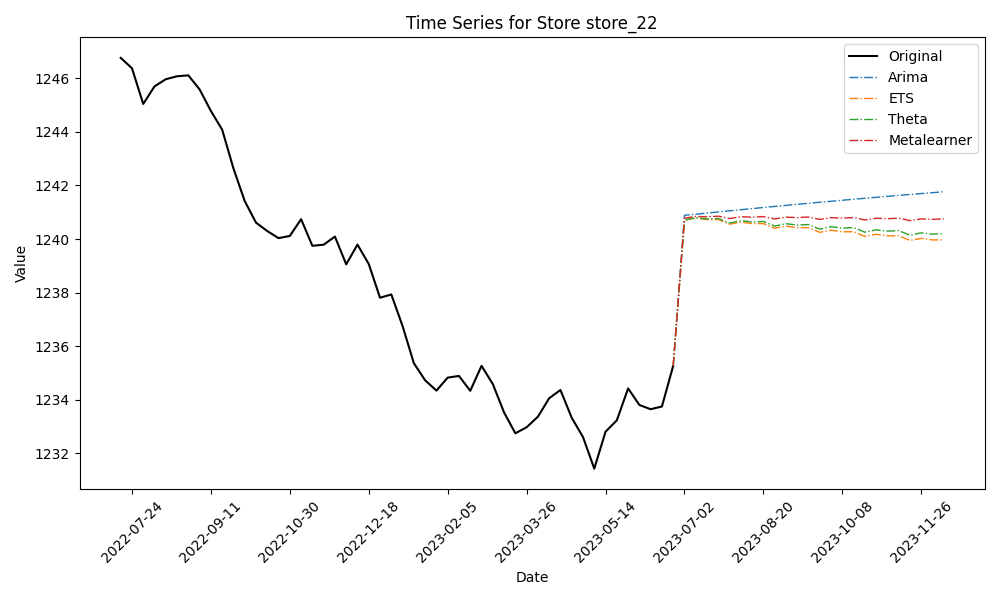 Time Series for Store store_22
Original
Arima
ETS
Theta
Metalearner
Value
1246
1244
1242
1240
1238
1236
1234
1232
2022-07-24
2022-09-11
2022-10-30
2022-12-18
2023-02-05
2023-03-26
2023-05-14
2023-07-02
2023-08-20
2023-10-08
2023-11-26
Date